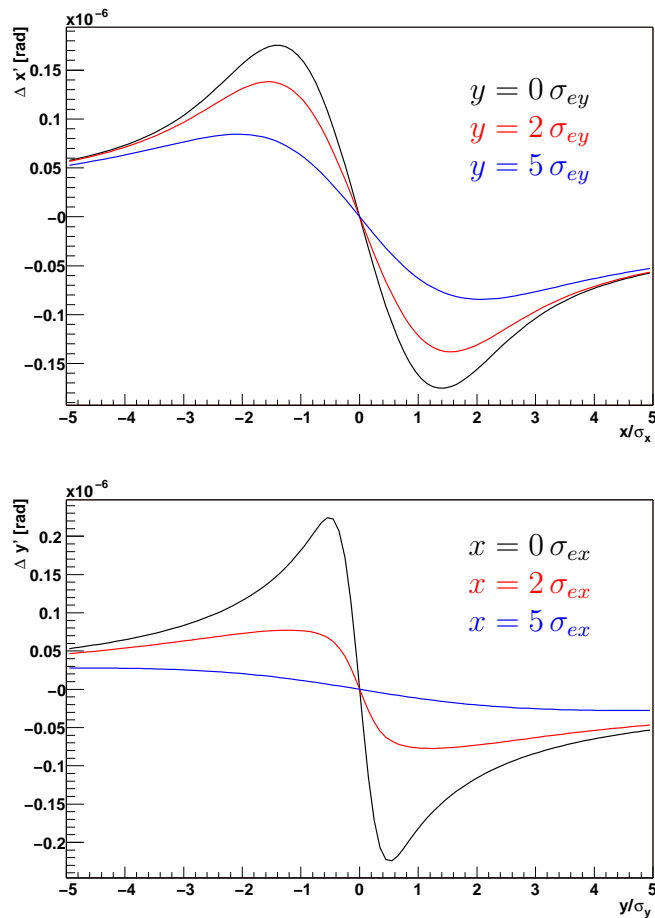 x10⁻⁶
Δ x' [rad]
0.15
0.1
0.05
−0
−0.05
−0.1
−0.15
y = 0 σ_ey
y = 2 σ_ey
y = 5 σ_ey
−5 −4 −3 −2 −1 0 1 2 3 4 5
x/σ_x
x10⁻⁶
Δ y' [rad]
0.2
0.15
0.1
0.05
−0
−0.05
−0.1
−0.15
−0.2
x = 0 σ_ex
x = 2 σ_ex
x = 5 σ_ex
−5 −4 −3 −2 −1 0 1 2 3 4 5
y/σ_y